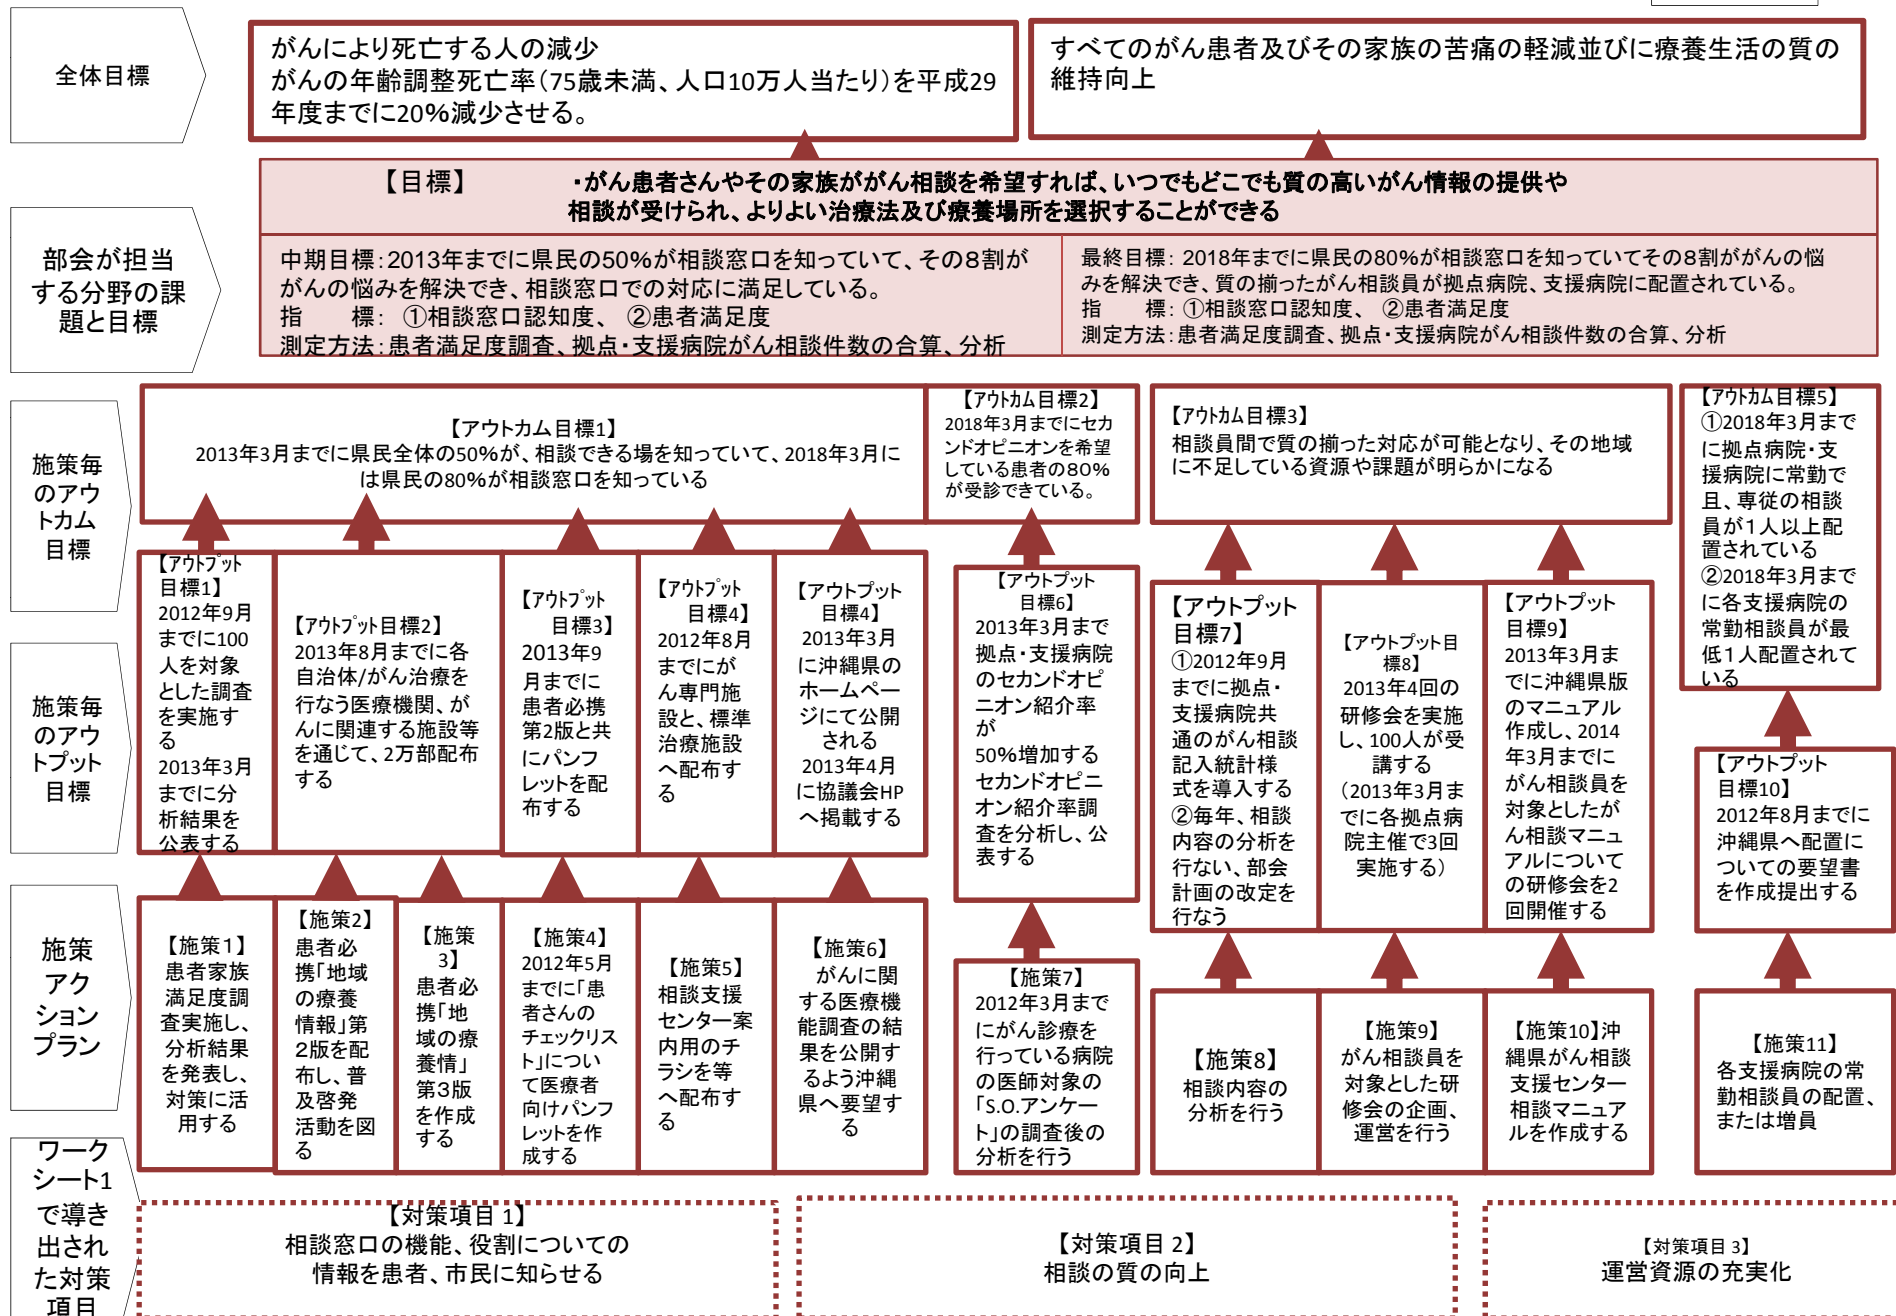 全体目標
がんにより死亡する人の減少
がんの年齢調整死亡率（75歳未満、人口10万人当たり）を平成29
年度までに20％減少させる。
すべてのがん患者及びその家族の苦痛の軽減並びに療養生活の質の
維持向上
部会が担当
する分野の課
題と目標
【目標】 ・がん患者さんやその家族ががん相談を希望すれば、いつでもどこでも質の高いがん情報の提供や
相談が受けられ、よりよい治療法及び療養場所を選択することができる
中期目標：2013年までに県民の50％が相談窓口を知っていて、その８割が
がんの悩みを解決でき、相談窓口での対応に満足している。
指　　標：　①相談窓口認知度、　②患者満足度
測定方法：患者満足度調査、拠点・支援病院がん相談件数の合算、分析
最終目標： 2018年までに県民の80％が相談窓口を知っていてその８割ががんの悩
みを解決でき、質の揃ったがん相談員が拠点病院、支援病院に配置されている。
指　　標：　①相談窓口認知度、　②患者満足度
測定方法：患者満足度調査、拠点・支援病院がん相談件数の合算、分析
施策毎
のアウ
トカム
目標
【アウトカム目標1】
2013年3月までに県民全体の50％が、相談できる場を知っていて、2018年3月に
は県民の80％が相談窓口を知っている
【アウトカム目標2】
2018年3月までにセカ
ンドオピニオンを希望
している患者の８０％
が受診できている。
【アウトカム目標3】
相談員間で質の揃った対応が可能となり、その地域
に不足している資源や課題が明らかになる
【アウトカム目標5】
①2018年3月まで
に拠点病院・支
援病院に常勤で
且、専従の相談
員が１人以上配
置されている
②2018年3月まで
に各支援病院の
常勤相談員が最
低１人配置されて
いる
施策毎
のアウ
トプット
目標
【アウトプット
目標1】
2012年9月
までに100
人を対象
とした調査
を実施す
る
2013年3月
までに分
析結果を
公表する
【アウトプット目標2】
2013年8月までに各
自治体/がん治療を
行なう医療機関、が
んに関連する施設等
を通じて、2万部配布
する
【アウトプット
目標3】
2013年9
月までに
患者必携
第2版と共
にパンフ
レットを配
布する
【アウトプット
目標4】
2012年8月
までにが
ん専門施
設と、標準
治療施設
へ配布す
る
【アウトプット
目標4】
2013年3月
に沖縄県の
ホームペー
ジにて公開
される
2013年4月
に協議会HP
へ掲載する
【アウトプット
目標6】
2013年3月まで
拠点・支援病院
のセカンドオピ
ニオン紹介率
が
50％増加する
セカンドオピニ
オン紹介率調
査を分析し、公
表する
【アウトプット
目標7】
①2012年9月
までに拠点・
支援病院共
通のがん相談
記入統計様
式を導入する
②毎年、相談
内容の分析を
行ない、部会
計画の改定を
行なう
【アウトプット目
標8】
2013年4回の
研修会を実施
し、100人が受
講する
（2013年3月ま
でに各拠点病
院主催で3回
実施する）
【アウトプット
目標9】
2013年3月ま
でに沖縄県版
のマニュアル
作成し、2014
年3月までに
がん相談員を
対象としたが
ん相談マニュ
アルについて
の研修会を2
回開催する
【アウトプット
目標10】
2012年8月までに
沖縄県へ配置に
ついての要望書
を作成提出する
施策
アク
ション
プラン
【施策１】
患者家族
満足度調
査実施し、
分析結果
を発表し、
対策に活
用する
【施策2】
患者必
携「地域
の療養
情報」第
２版を配
布し、普
及啓発
活動を図
る
【施策
3】
患者必
携「地
域の療
養情」
第３版
を作成
する
【施策4】
2012年5月
までに「患
者さんの
チェックリス
ト」につい
て医療者
向けパンフ
レットを作
成する
【施策5】
相談支援
センター案
内用のチ
ラシを等
へ配布す
る
【施策6】
がんに関
する医療機
能調査の結
果を公開す
るよう沖縄
県へ要望す
る
【施策7】
2012年3月まで
にがん診療を
行っている病院
の医師対象の
「S.O.アンケー
ト」の調査後の
分析を行う
【施策8】
相談内容の
分析を行う
【施策9】
がん相談員を
対象とした研
修会の企画、
運営を行う
【施策10】沖
縄県がん相談
支援センター
相談マニュア
ルを作成する
【施策11】
各支援病院の常
勤相談員の配置、
または増員
ワーク
シート1
で導き
出され
た対策
項目
【対策項目 1】
相談窓口の機能、役割についての
情報を患者、市民に知らせる
【対策項目 2】
相談の質の向上
【対策項目 3】
運営資源の充実化